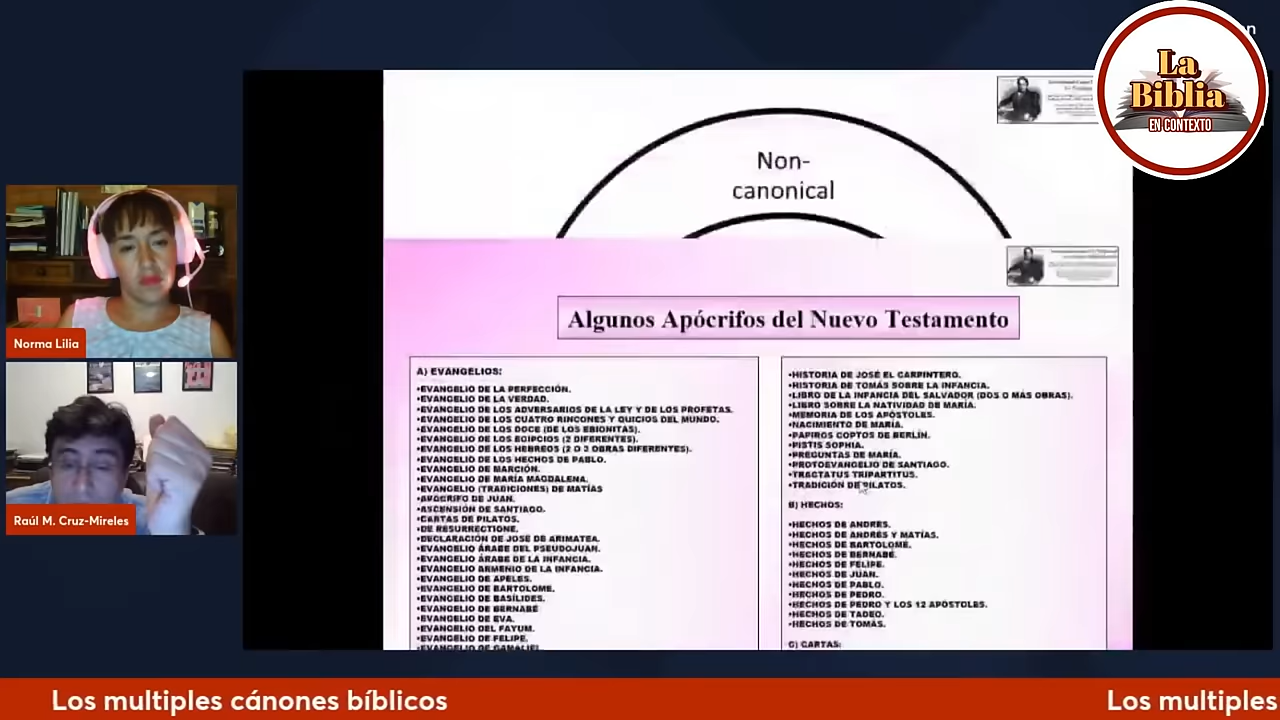 La
Biblia
EN CONTEXTO
Non-
canonical
Algunos Apócrifos del Nuevo Testamento
A) EVANGELIOS:
•EVANGELIO DE LA PERFECCIÓN.
•EVANGELIO DE LA VERDAD.
•EVANGELIO DE LOS ADVERSARIOS DE LA LEY Y DE LOS PROFETAS.
•EVANGELIO DE LOS CUATRO RINCONES Y QUICIOS DEL MUNDO.
•EVANGELIO DE LOS DOCE (DE LOS EBIONITAS).
•EVANGELIO DE LOS EGIPCIOS (2 DIFERENTES).
•EVANGELIO DE LOS HEBREOS (2 O 3 OBRAS DIFERENTES).
•EVANGELIO DE LOS HECHOS DE PABLO.
•EVANGELIO DE MARCIÓN.
•EVANGELIO DE MARÍA MAGDALENA.
•EVANGELIO (TRADICIONES) DE MATÍAS
•APÓCRIFO DE JUAN.
•ASCENSIÓN DE SANTIAGO.
•CARTAS DE PILATOS.
•DE RESURRECTIONE.
•DECLARACIÓN DE JOSÉ DE ARIMATEA.
•EVANGELIO ÁRABE DEL PSEUDOJUAN.
•EVANGELIO ÁRABE DE LA INFANCIA.
•EVANGELIO ARMENIO DE LA INFANCIA.
•EVANGELIO DE APELES.
•EVANGELIO DE BARTOLOME.
•EVANGELIO DE BASÍLIDES.
•EVANGELIO DE BERNABÉ
•EVANGELIO DE EVA.
•EVANGELIO DEL FAYUM.
•EVANGELIO DE FELIPE.
•EVANGELIO DE GAMALIEL
•HISTORIA DE JOSÉ EL CARPINTERO.
•HISTORIA DE TOMÁS SOBRE LA INFANCIA.
•LIBRO DE LA INFANCIA DEL SALVADOR (DOS O MÁS OBRAS).
•LIBRO SOBRE LA NATIVIDAD DE MARÍA.
•MEMORIA DE LOS APÓSTOLES.
•NACIMIENTO DE MARÍA.
•PAPIROS COPTOS DE BERLÍN.
•PISTIS SOPHIA.
•PREGUNTAS DE MARÍA.
•PROTOEVANGELIO DE SANTIAGO.
•TRACTATUS TRIPARTITUS.
•TRADICIÓN DE PILATOS.
B) HECHOS:
•HECHOS DE ANDRÉS.
•HECHOS DE ANDRÉS Y MATÍAS.
•HECHOS DE BARTOLOMÉ.
•HECHOS DE BERNABÉ.
•HECHOS DE FELIPE.
•HECHOS DE JUAN.
•HECHOS DE PABLO.
•HECHOS DE PEDRO.
•HECHOS DE PEDRO Y LOS 12 APÓSTOLES.
•HECHOS DE TADEO.
•HECHOS DE TOMÁS.
C) CARTAS:
Norma Lilia
Raúl M. Cruz-Mireles
Los multiples cánones bíblicos
Los multiples